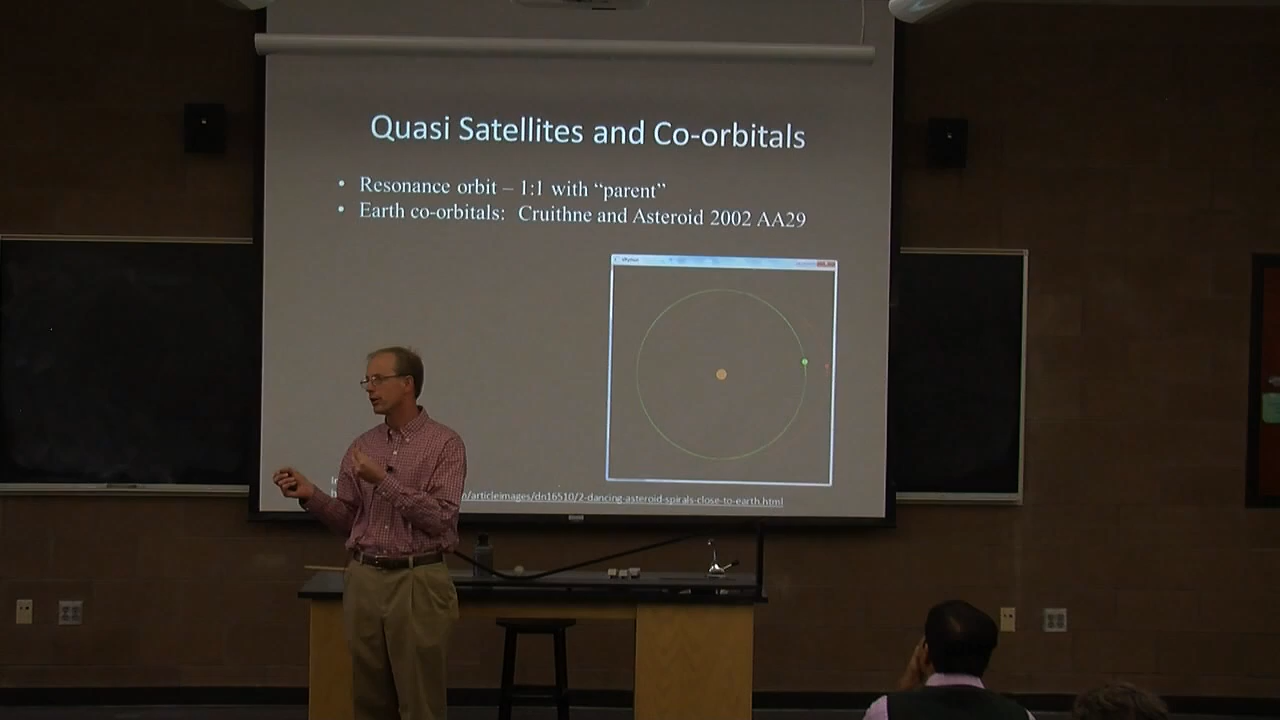 Quasi Satellites and Co-orbitals
• Resonance orbit – 1:1 with “parent”
• Earth co-orbitals: Cruithne and Asteroid 2002 AA29
/articleimages/dn16510/2-dancing-asteroid-spirals-close-to-earth.html